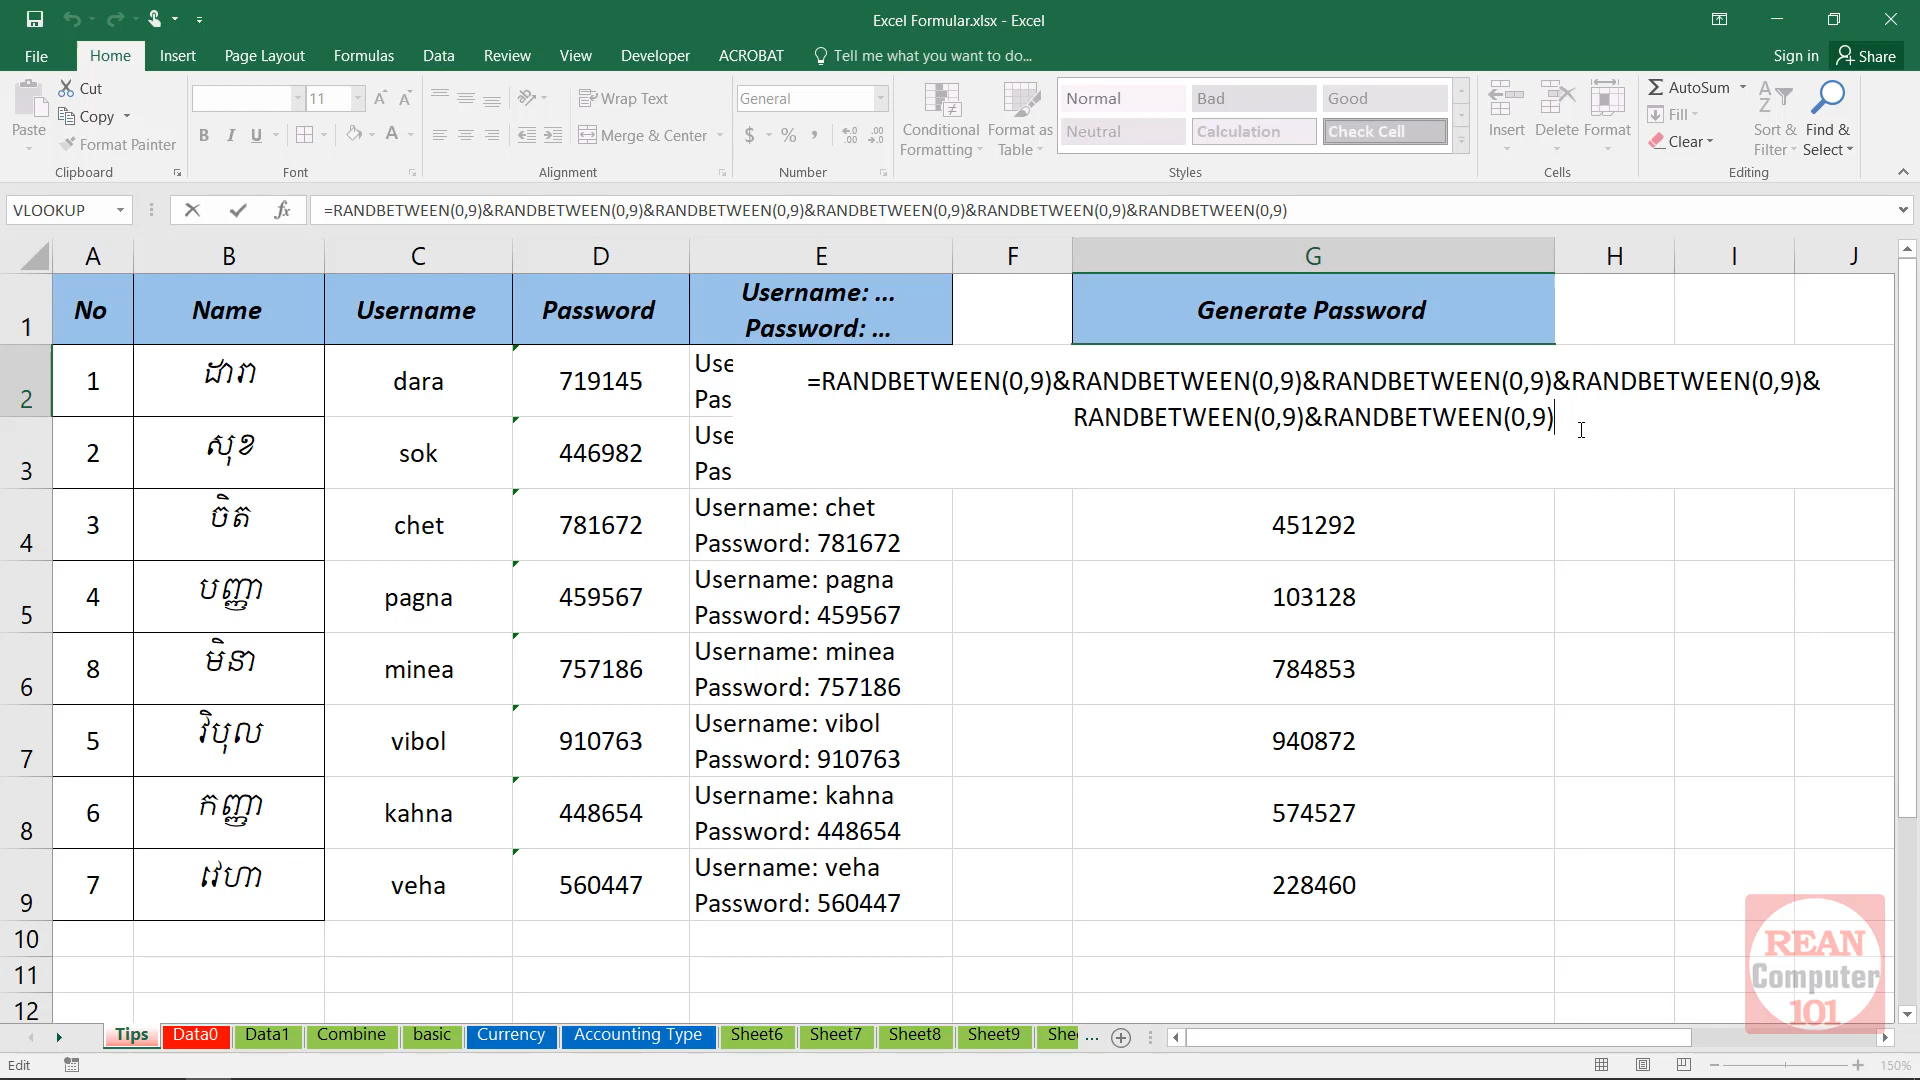 Excel Formular.xlsx - Excel
File Home Insert Page Layout Formulas Data Review View Developer ACROBAT Tell me what you want to do... Sign in Share
Paste Cut Copy Format Painter Clipboard
11 B I U Font
Wrap Text Merge & Center Alignment
General $ % , Number
Conditional Formatting Format as Table
Normal Bad Good
Neutral Calculation Check Cell
Styles
Insert Delete Format Cells
AutoSum Fill Clear Sort & Filter Find & Select Editing
VLOOKUP fx =RANDBETWEEN(0,9)&RANDBETWEEN(0,9)&RANDBETWEEN(0,9)&RANDBETWEEN(0,9)&RANDBETWEEN(0,9)&RANDBETWEEN(0,9)
A B C D E F G H I J
1 No Name Username Password Username: ... Generate Password
Password: ...
2 1 ដារា dara 719145 Use =RANDBETWEEN(0,9)&RANDBETWEEN(0,9)&RANDBETWEEN(0,9)&RANDBETWEEN(0,9)&
Pas RANDBETWEEN(0,9)&RANDBETWEEN(0,9)
3 2 សុខ sok 446982 Use
Pas
4 3 ចិត chet 781672 Username: chet 451292
Password: 781672
5 4 បញ្ញា pagna 459567 Username: pagna 103128
Password: 459567
6 8 មិនា minea 757186 Username: minea 784853
Password: 757186
7 5 វិបុល vibol 910763 Username: vibol 940872
Password: 910763
8 6 កញ្ញា kahna 448654 Username: kahna 574527
Password: 448654
9 7 វេហា veha 560447 Username: veha 228460
Password: 560447
10
11
12
REAN
Computer
101
Tips Data0 Data1 Combine basic Currency Accounting Type Sheet6 Sheet7 Sheet8 Sheet9 She ...
Edit 150%